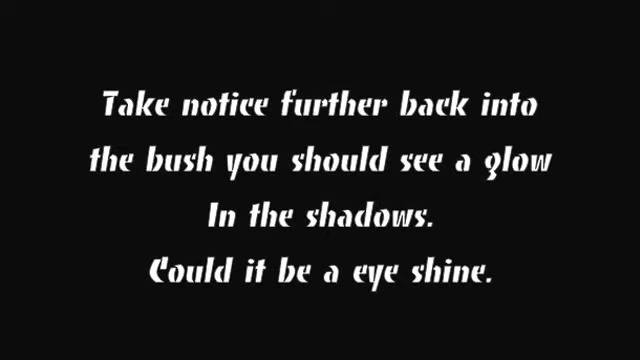 Take notice further back into
the bush you should see a glow
In the shadows.
Could it be a eye shine.